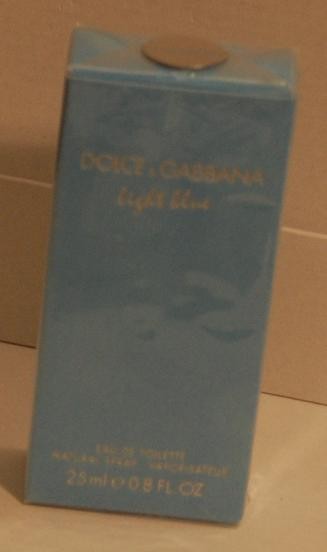 DOLCE & GABBANA
light blue
EAU DE TOILETTE
NATURAL SPRAY VAPORISATEUR
25ml ℮ 0.8 FL. OZ